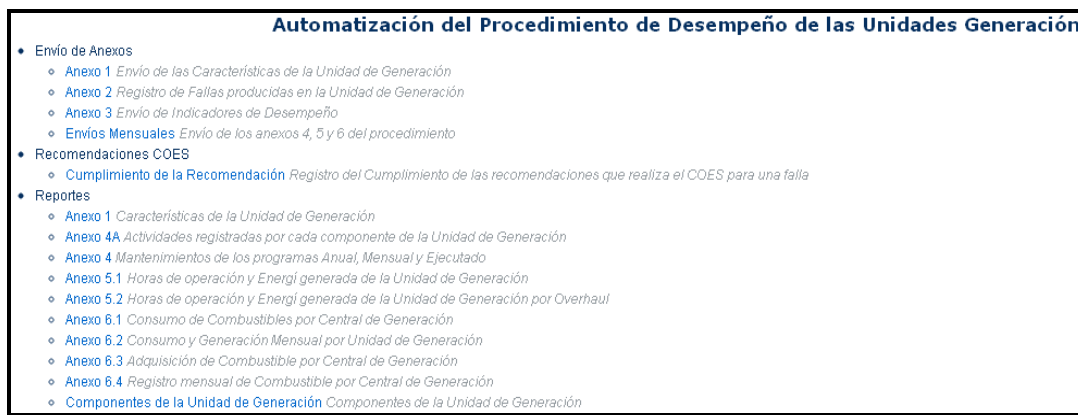 Automatización del Procedimiento de Desempeño de las Unidades Generación
Envío de Anexos
Anexo 1 Envío de las Características de la Unidad de Generación
Anexo 2 Registro de Fallas producidas en la Unidad de Generación
Anexo 3 Envío de Indicadores de Desempeño
Envíos Mensuales Envío de los anexos 4, 5 y 6 del procedimiento
Recomendaciones COES
Cumplimiento de la Recomendación Registro del Cumplimiento de las recomendaciones que realiza el COES para una falla
Reportes
Anexo 1 Características de la Unidad de Generación
Anexo 4A Actividades registradas por cada componente de la Unidad de Generación
Anexo 4 Mantenimientos de los programas Anual, Mensual y Ejecutado
Anexo 5.1 Horas de operación y Energí generada de la Unidad de Generación
Anexo 5.2 Horas de operación y Energí generada de la Unidad de Generación por Overhaul
Anexo 6.1 Consumo de Combustibles por Central de Generación
Anexo 6.2 Consumo y Generación Mensual por Unidad de Generación
Anexo 6.3 Adquisición de Combustible por Central de Generación
Anexo 6.4 Registro mensual de Combustible por Central de Generación
Componentes de la Unidad de Generación Componentes de la Unidad de Generación